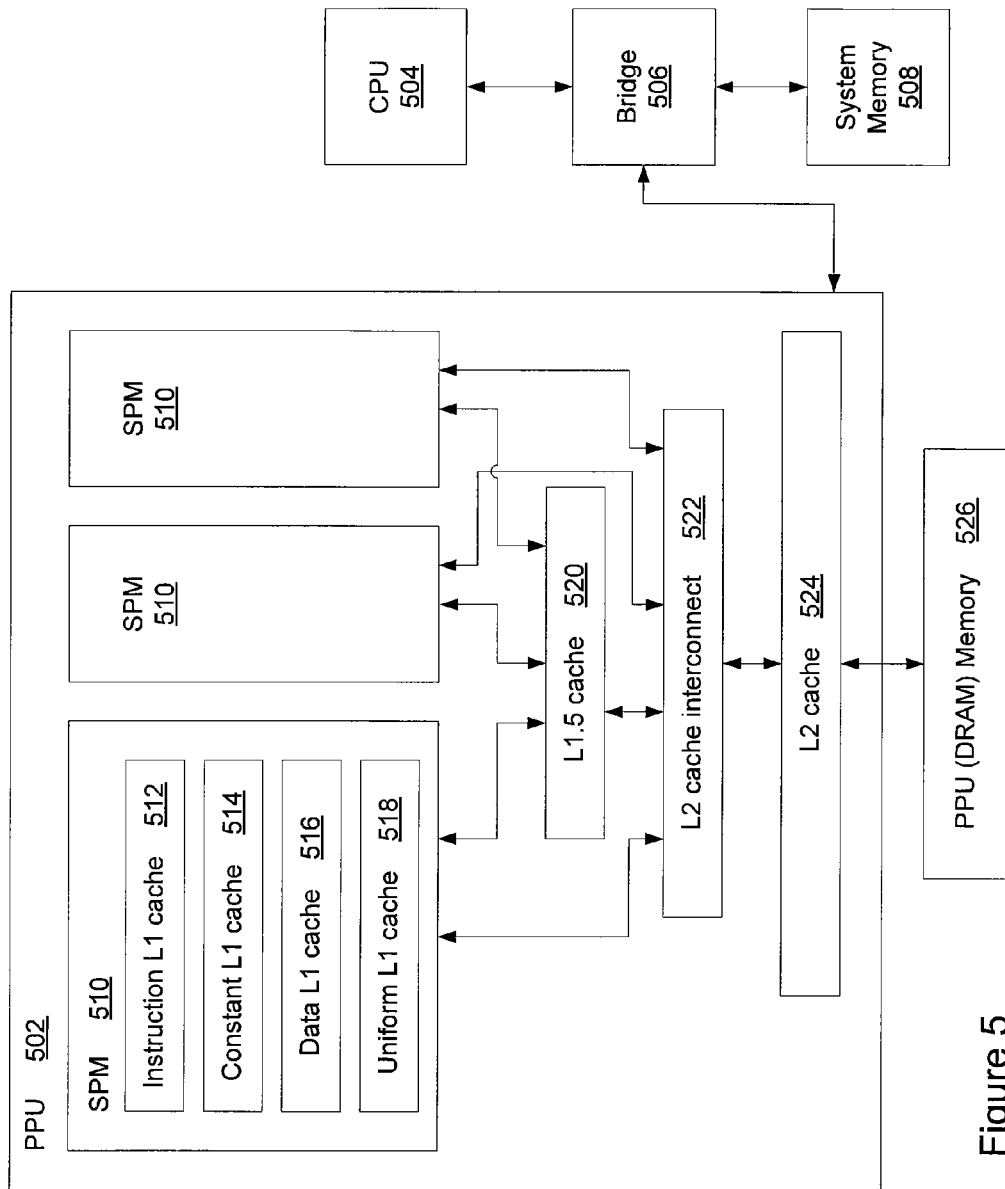 PPU 502
SPM 510
Instruction L1 cache 512
Constant L1 cache 514
Data L1 cache 516
Uniform L1 cache 518
SPM
510
SPM
510
L1.5 cache 520
L2 cache interconnect 522
L2 cache 524
PPU (DRAM) Memory 526
CPU
504
Bridge
506
System
Memory
508
Figure 5